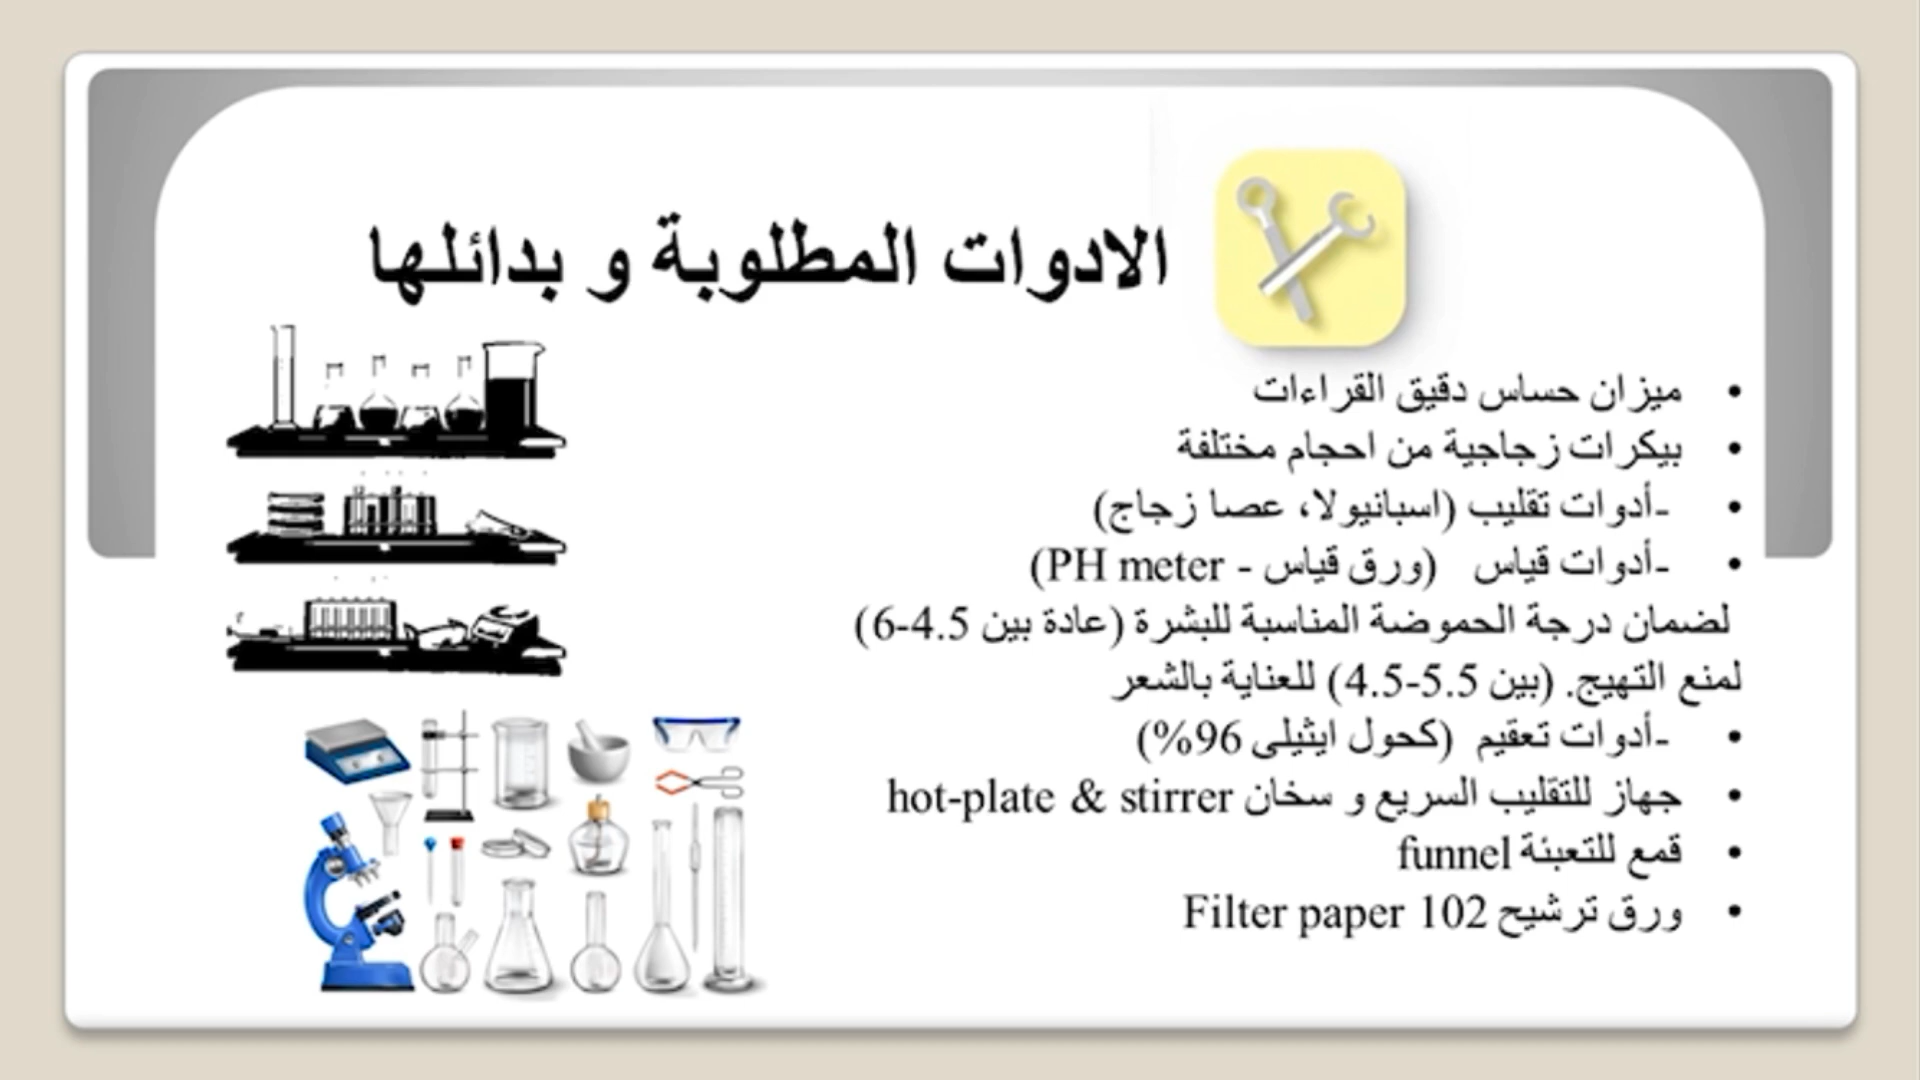 الادوات المطلوبة و بدائلها
• ميزان حساس دقيق القراءات
• بيكرات زجاجية من احجام مختلفة
• -أدوات تقليب (اسبانيولا، عصا زجاج)
• -أدوات قياس (ورق قياس - PH meter)
لضمان درجة الحموضة المناسبة للبشرة (عادة بين 4.5-6)
لمنع التهيج. (بين 5.5-4.5) للعناية بالشعر
• -أدوات تعقيم (كحول ايثيلى 96%)
• جهاز للتقليب السريع و سخان hot-plate & stirrer
• قمع للتعبئة funnel
• ورق ترشيح Filter paper 102